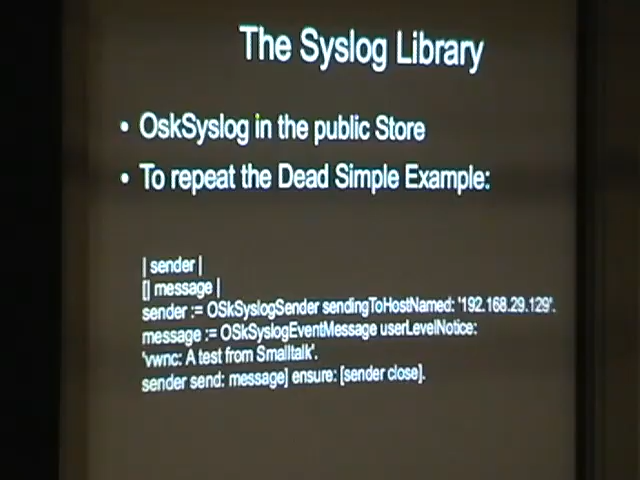 The Syslog Library
• OskSyslog in the public Store
• To repeat the Dead Simple Example:
| sender |
[| message |
sender := OSkSyslogSender sendingToHostNamed: '192.168.29.129'.
message := OSkSyslogEventMessage userLevelNotice:
'vwnc: A test from Smalltalk'.
sender send: message] ensure: [sender close].